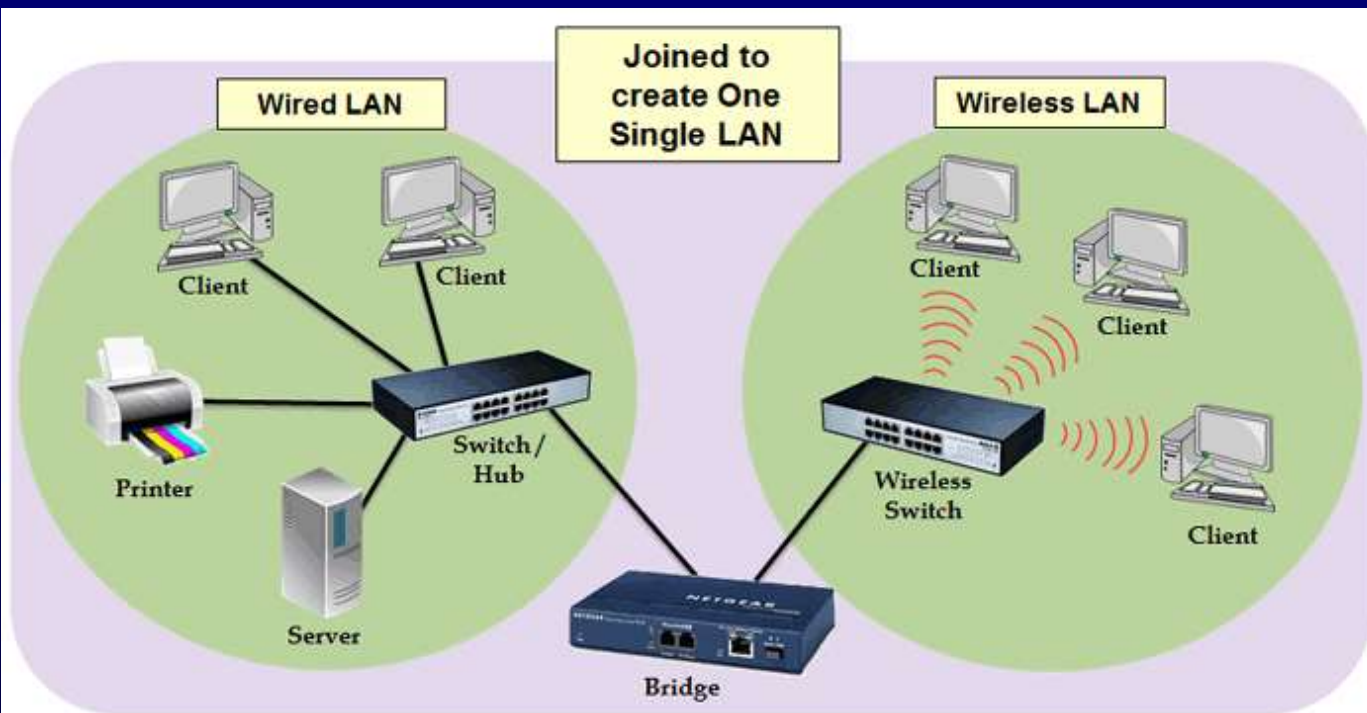 Joined to
create One
Single LAN
Wired LAN
Wireless LAN
Client
Client
Client
Client
Printer
Switch/
Hub
Wireless
Switch
Client
Server
NETGEAR
NETGEAR
Bridge